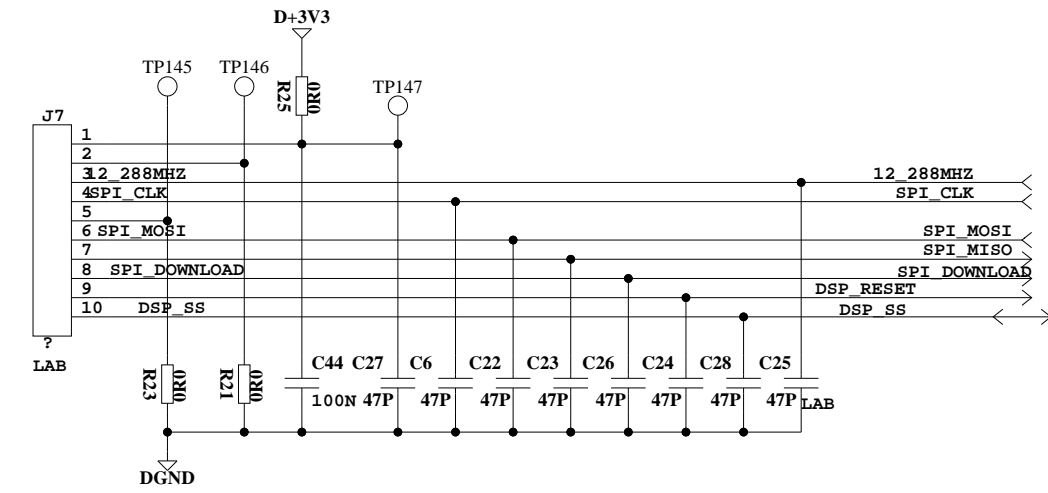 D+3V3
TP145 TP146
0R0
R25
TP147
J7
1
2
3 12_288MHZ 12_288MHZ
4 SPI_CLK SPI_CLK
5
6 SPI_MOSI SPI_MOSI
7 SPI_MISO
8 SPI_DOWNLOAD SPI_DOWNLOAD
9 DSP_RESET
10 DSP_SS DSP_SS
?
LAB
R23 0R0 R21 0R0
C44 C27 C6 C22 C23 C26 C24 C28 C25
100N 47P 47P 47P 47P 47P 47P 47P 47P LAB
DGND